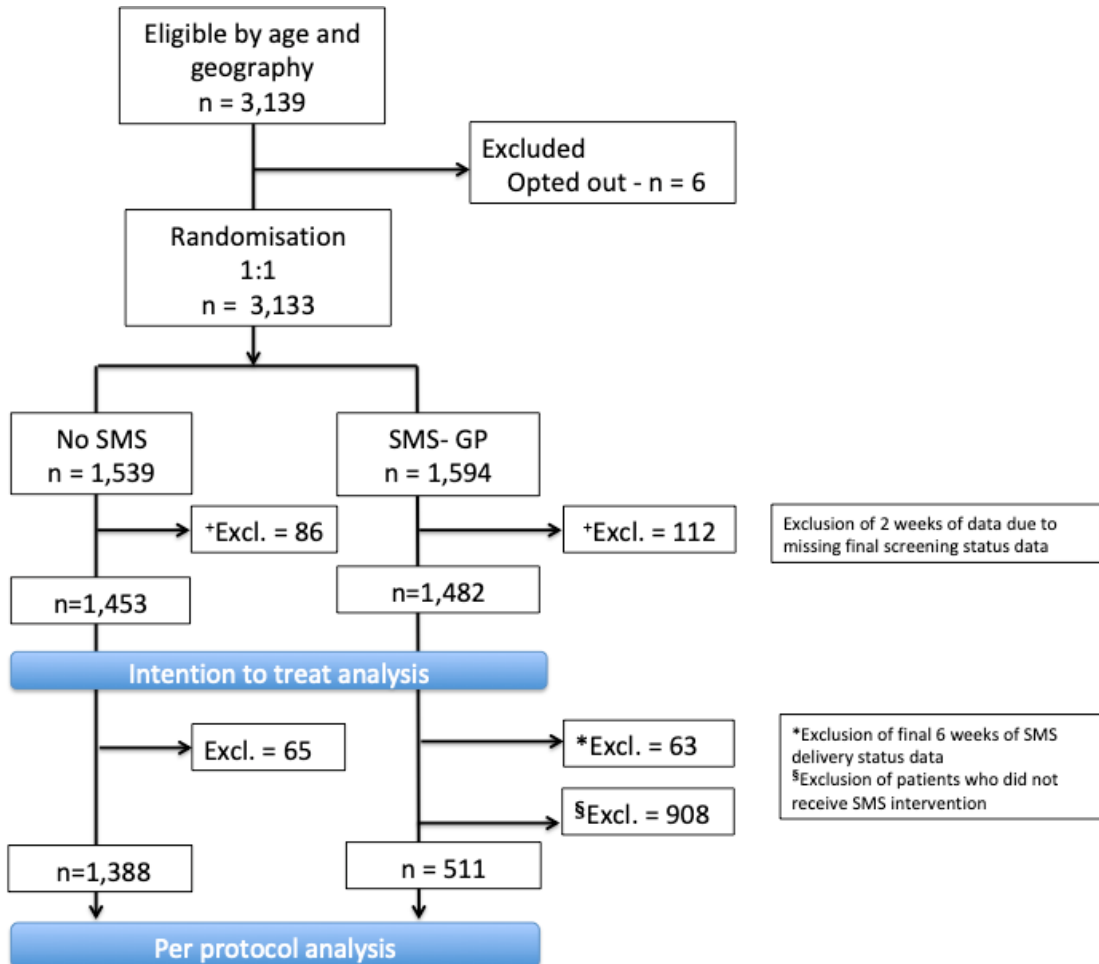 Eligible by age and
geography
n = 3,139
Excluded
Opted out - n = 6
Randomisation
1:1
n = 3,133
No SMS
n = 1,539
SMS- GP
n = 1,594
+Excl. = 86
+Excl. = 112
Exclusion of 2 weeks of data due to
missing final screening status data
n=1,453
n=1,482
Intention to treat analysis
Excl. = 65
*Excl. = 63
*Exclusion of final 6 weeks of SMS
delivery status data
§Exclusion of patients who did not
receive SMS intervention
§Excl. = 908
n=1,388
n = 511
Per protocol analysis